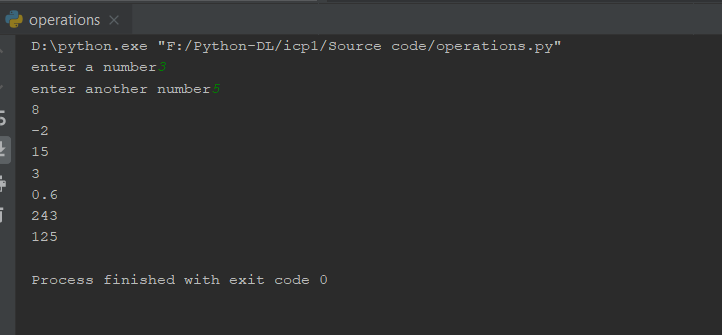 operations
D:\python.exe "F:/Python-DL/icp1/Source code/operations.py"
enter a number3
enter another number5
8
-2
15
3
0.6
243
125
Process finished with exit code 0